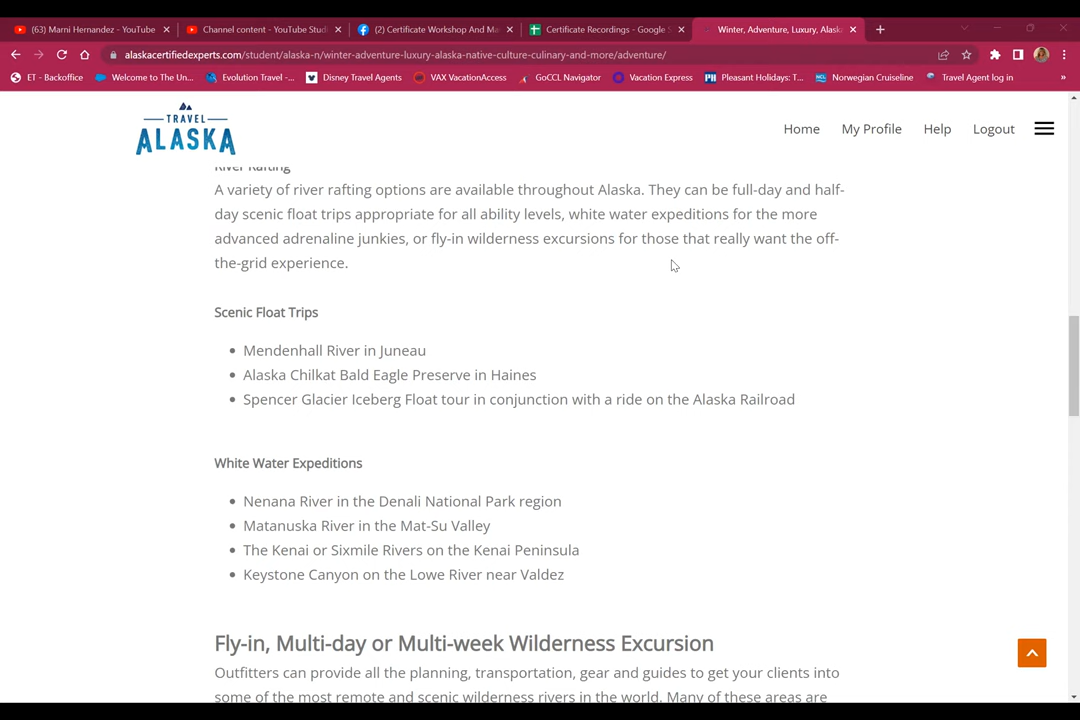 (63) Marni Hernandez - YouTube
Channel content - YouTube Studi
(2) Certificate Workshop And Ma
Certificate Recordings - Google S
Winter, Adventure, Luxury, Alaska
alaskacertifiedexperts.com/student/alaska-n/winter-adventure-luxury-alaska-native-culture-culinary-and-more/adventure/
ET - Backoffice
Welcome to The Un...
Evolution Travel -...
Disney Travel Agents
VAX VacationAccess
GoCCL Navigator
Vacation Express
Pleasant Holidays: T...
Norwegian Cruiseline
Travel Agent log in
»
TRAVEL
ALASKA
Home
My Profile
Help
Logout
River Rafting
A variety of river rafting options are available throughout Alaska. They can be full-day and half-
day scenic float trips appropriate for all ability levels, white water expeditions for the more
advanced adrenaline junkies, or fly-in wilderness excursions for those that really want the off-
the-grid experience.
Scenic Float Trips
Mendenhall River in Juneau
Alaska Chilkat Bald Eagle Preserve in Haines
Spencer Glacier Iceberg Float tour in conjunction with a ride on the Alaska Railroad
White Water Expeditions
Nenana River in the Denali National Park region
Matanuska River in the Mat-Su Valley
The Kenai or Sixmile Rivers on the Kenai Peninsula
Keystone Canyon on the Lowe River near Valdez
Fly-in, Multi-day or Multi-week Wilderness Excursion
Outfitters can provide all the planning, transportation, gear and guides to get your clients into
some of the most remote and scenic wilderness rivers in the world. Many of these areas are